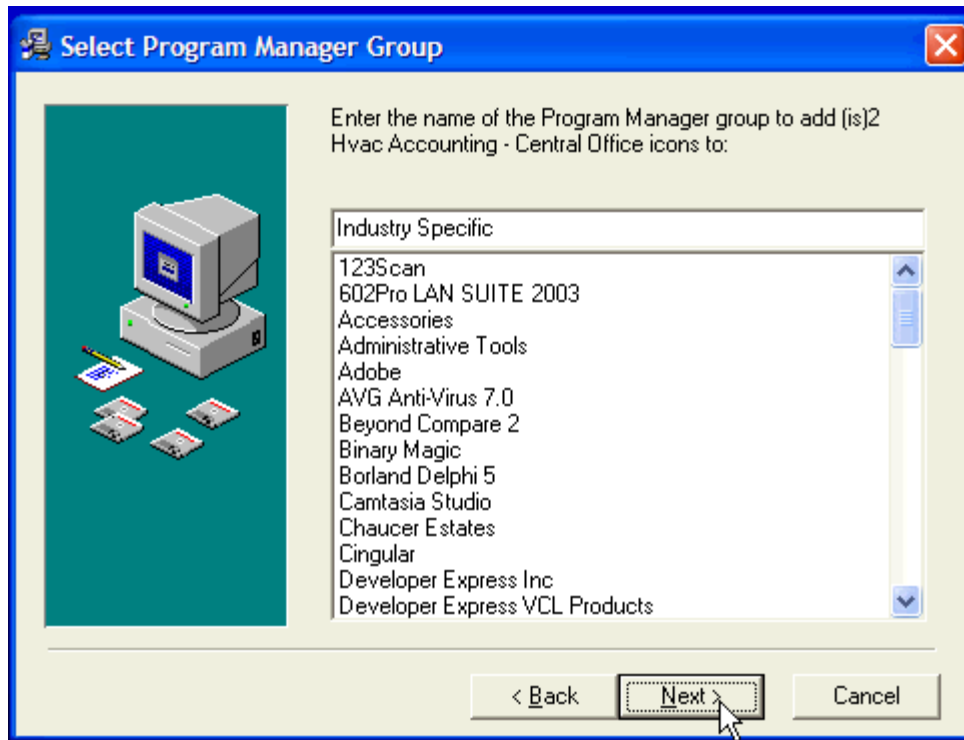 Select Program Manager Group
Enter the name of the Program Manager group to add (is)2
Hvac Accounting - Central Office icons to:
Industry Specific
123Scan
602Pro LAN SUITE 2003
Accessories
Administrative Tools
Adobe
AVG Anti-Virus 7.0
Beyond Compare 2
Binary Magic
Borland Delphi 5
Camtasia Studio
Chaucer Estates
Cingular
Developer Express Inc
Developer Express VCL Products
< Back
Next >
Cancel